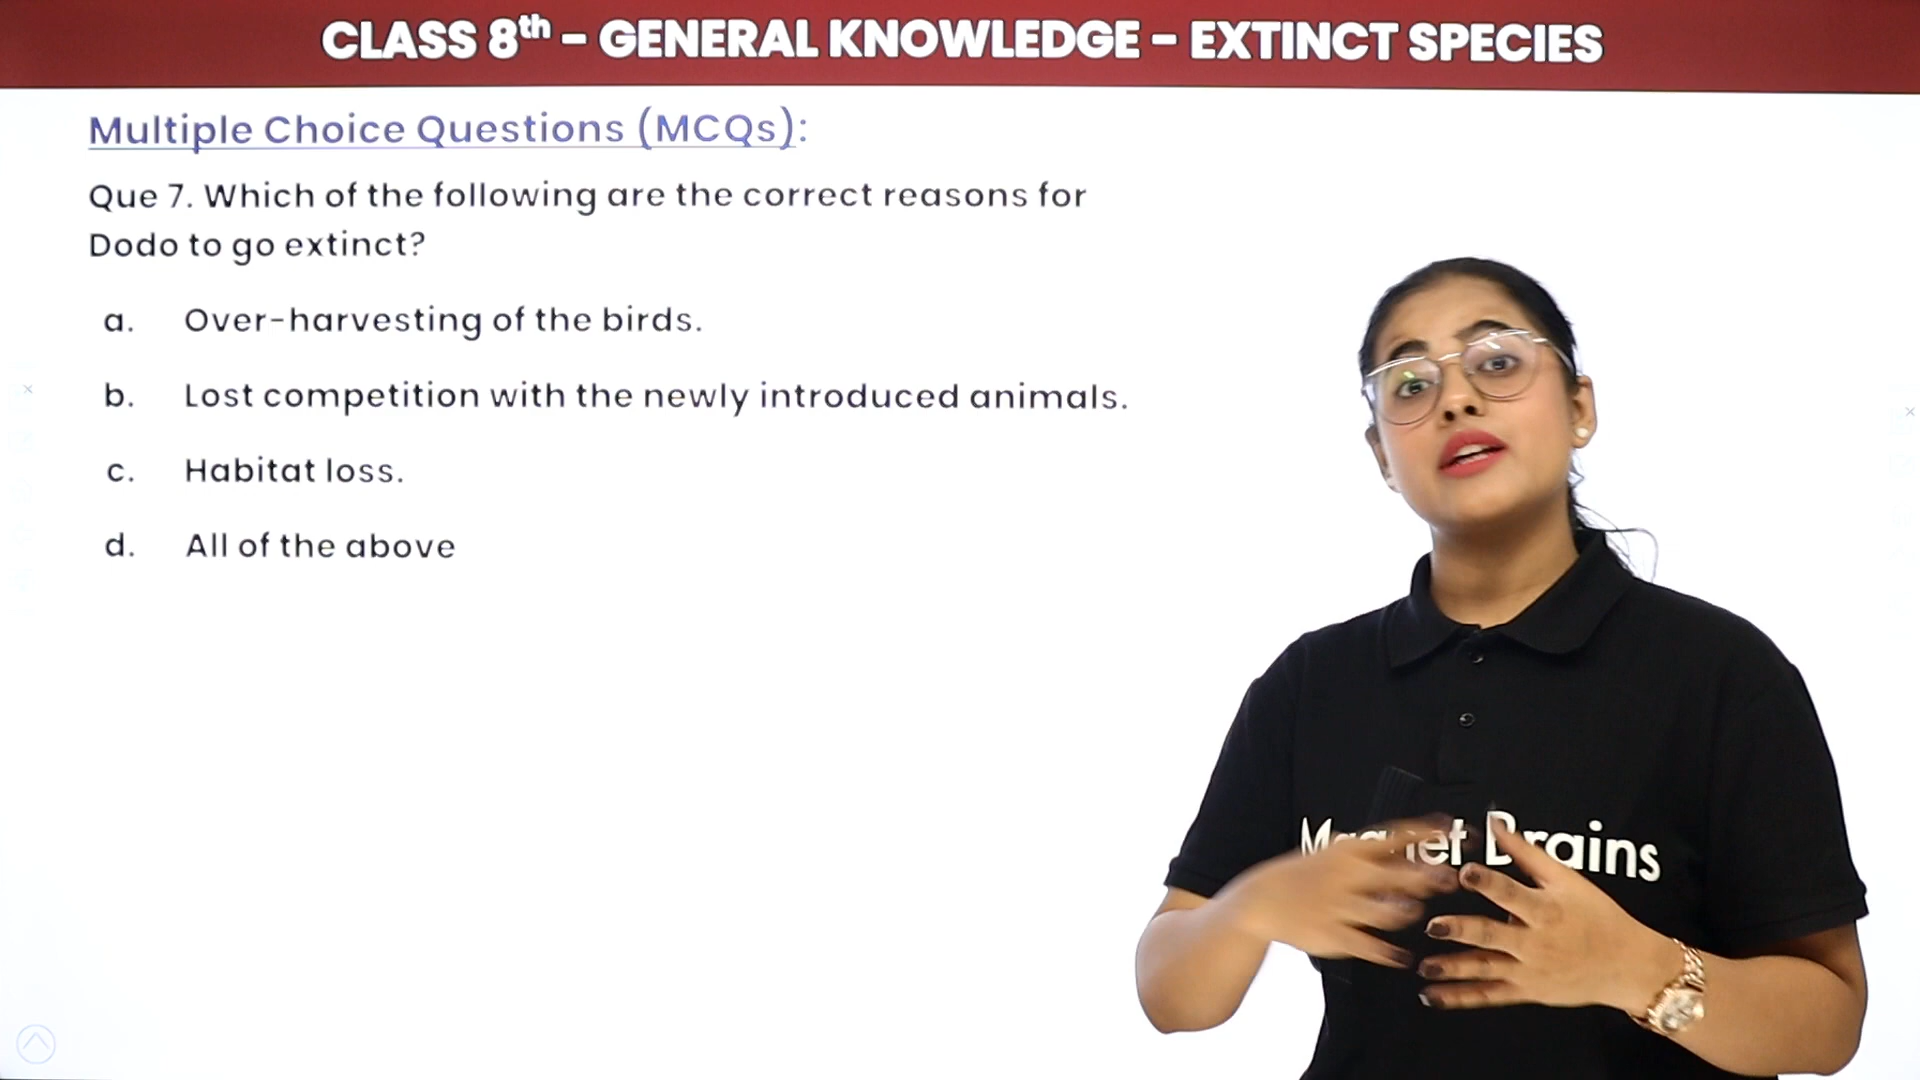 CLASS 8th - GENERAL KNOWLEDGE - EXTINCT SPECIES
Multiple Choice Questions (MCQs):
Que 7. Which of the following are the correct reasons for
Dodo to go extinct?
a. Over-harvesting of the birds.
b. Lost competition with the newly introduced animals.
c. Habitat loss.
d. All of the above
Magnet Brains